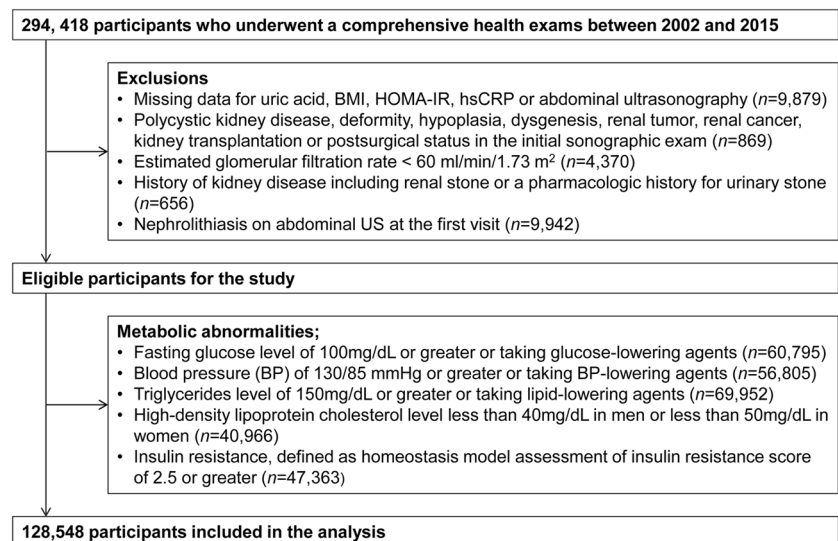 294, 418 participants who underwent a comprehensive health exams between 2002 and 2015
Exclusions
• Missing data for uric acid, BMI, HOMA-IR, hsCRP or abdominal ultrasonography (n=9,879)
• Polycystic kidney disease, deformity, hypoplasia, dysgenesis, renal tumor, renal cancer,
kidney transplantation or postsurgical status in the initial sonographic exam (n=869)
• Estimated glomerular filtration rate < 60 ml/min/1.73 m² (n=4,370)
• History of kidney disease including renal stone or a pharmacologic history for urinary stone
(n=656)
• Nephrolithiasis on abdominal US at the first visit (n=9,942)
Eligible participants for the study
Metabolic abnormalities;
• Fasting glucose level of 100mg/dL or greater or taking glucose-lowering agents (n=60,795)
• Blood pressure (BP) of 130/85 mmHg or greater or taking BP-lowering agents (n=56,805)
• Triglycerides level of 150mg/dL or greater or taking lipid-lowering agents (n=69,952)
• High-density lipoprotein cholesterol level less than 40mg/dL in men or less than 50mg/dL in
women (n=40,966)
• Insulin resistance, defined as homeostasis model assessment of insulin resistance score
of 2.5 or greater (n=47,363)
128,548 participants included in the analysis